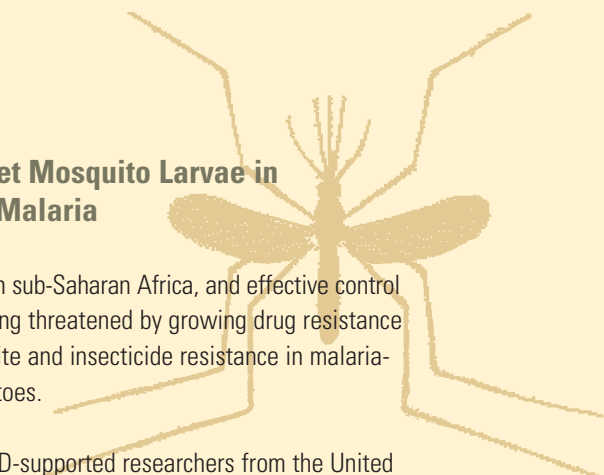 et Mosquito Larvae in
Malaria
n sub-Saharan Africa, and effective control
ng threatened by growing drug resistance
ite and insecticide resistance in malaria-
toes.
D-supported researchers from the United